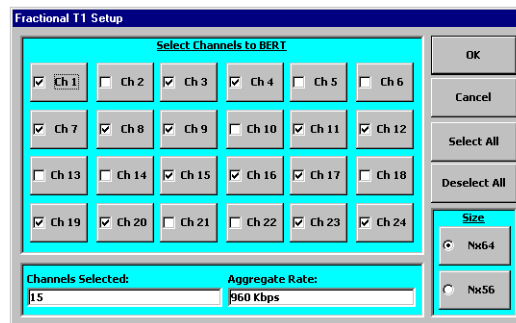 Fractional T1 Setup
Select Channels to BERT
Ch 1 Ch 2 Ch 3 Ch 4 Ch 5 Ch 6
Ch 7 Ch 8 Ch 9 Ch 10 Ch 11 Ch 12
Ch 13 Ch 14 Ch 15 Ch 16 Ch 17 Ch 18
Ch 19 Ch 20 Ch 21 Ch 22 Ch 23 Ch 24
Channels Selected: Aggregate Rate:
15 960 Kbps
OK
Cancel
Select All
Deselect All
Size
Nx64
Nx56